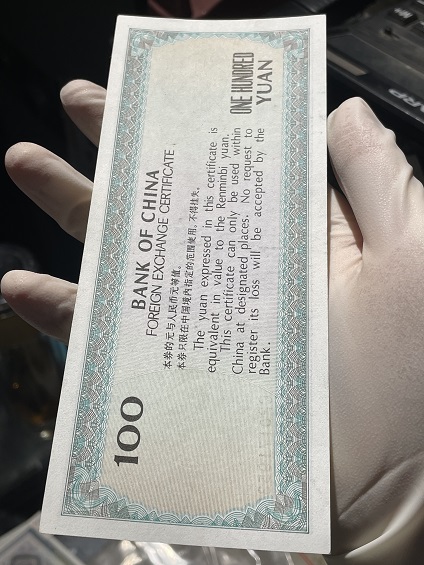 BANK OF CHINA
FOREIGN EXCHANGE CERTIFICATE
ONE HUNDRED
YUAN
100
本券的元与人民币元等值。
本券只限在中国境内指定的范围使用，不得挂失。
The yuan expressed in this certificate is
equivalent in value to the Renminbi yuan.
This certificate can only be used within
China at designated places. No request to
register its loss will be accepted by the
Bank.